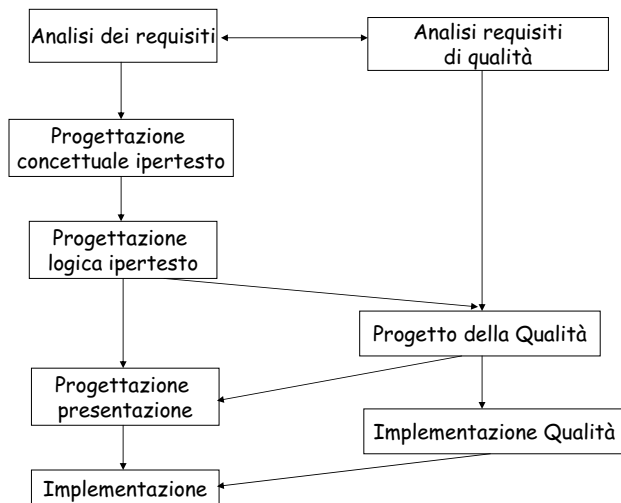 Analisi dei requisiti
Analisi requisiti
di qualità
Progettazione
concettuale ipertesto
Progettazione
logica ipertesto
Progetto della Qualità
Progettazione
presentazione
Implementazione Qualità
Implementazione